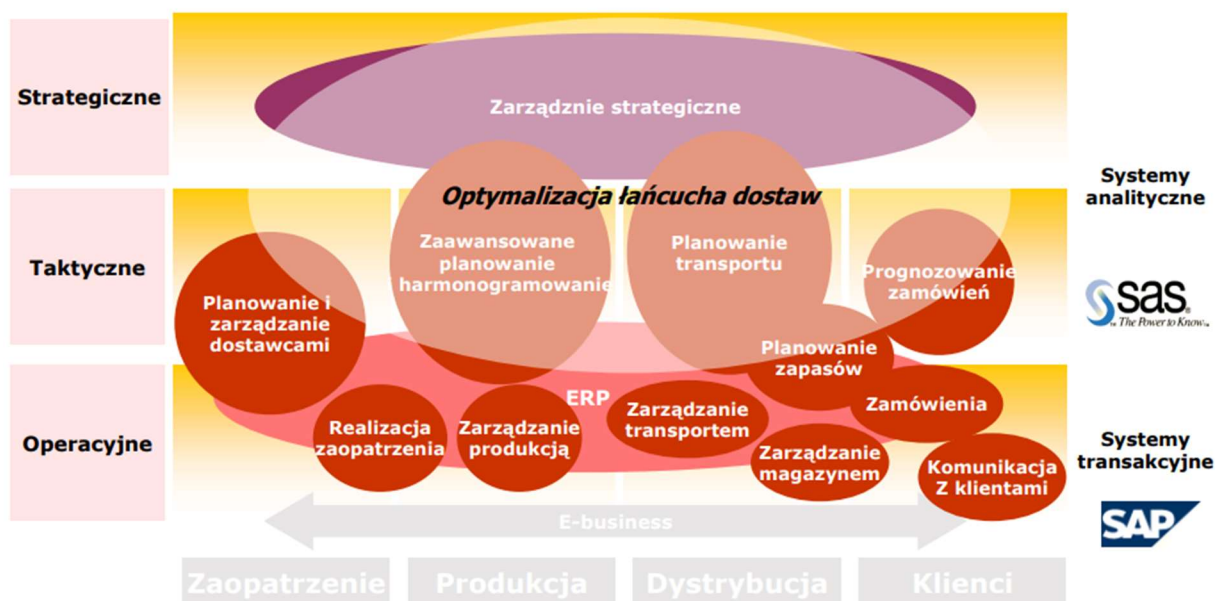 Strategiczne
Zarządznie strategiczne
Systemy
analityczne
Optymalizacja łańcucha dostaw
Taktyczne
Planowanie i
zarządzanie
dostawcami
Zaawansowane
planowanie
harmonogramowanie
Planowanie
transportu
Prognozowanie
zamówień
sas
The Power to Know
Planowanie
zapasów
Operacyjne
ERP
Realizacja
zaopatrzenia
Zarządzanie
produkcją
Zarządzanie
transportem
Zamówienia
Zarządzanie
magazynem
Komunikacja
Z klientami
Systemy
transakcyjne
SAP
E-business
Zaopatrzenie
Produkcja
Dystrybucja
Klienci